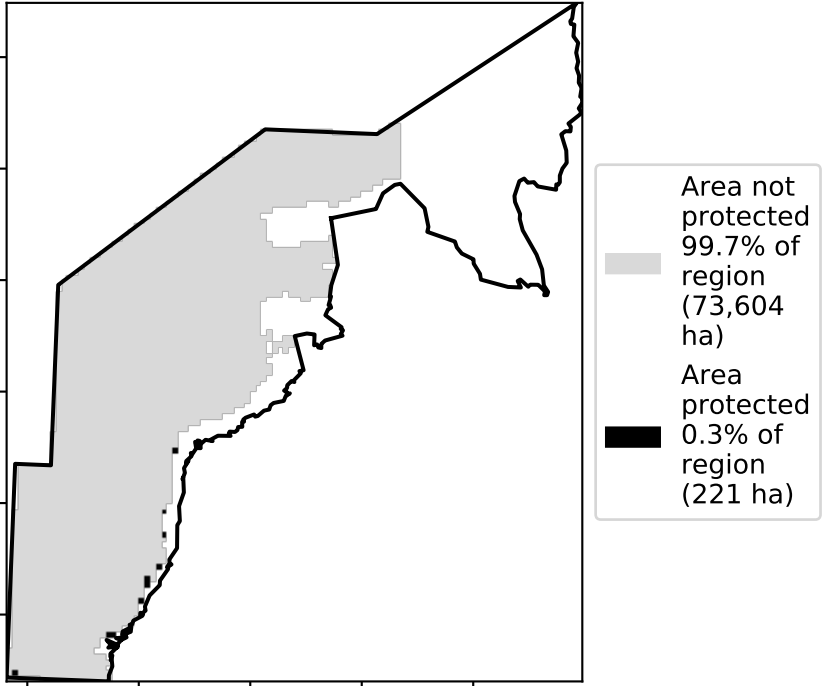 Area not
protected
99.7% of
region
(73,604
ha)
Area
protected
0.3% of
region
(221 ha)